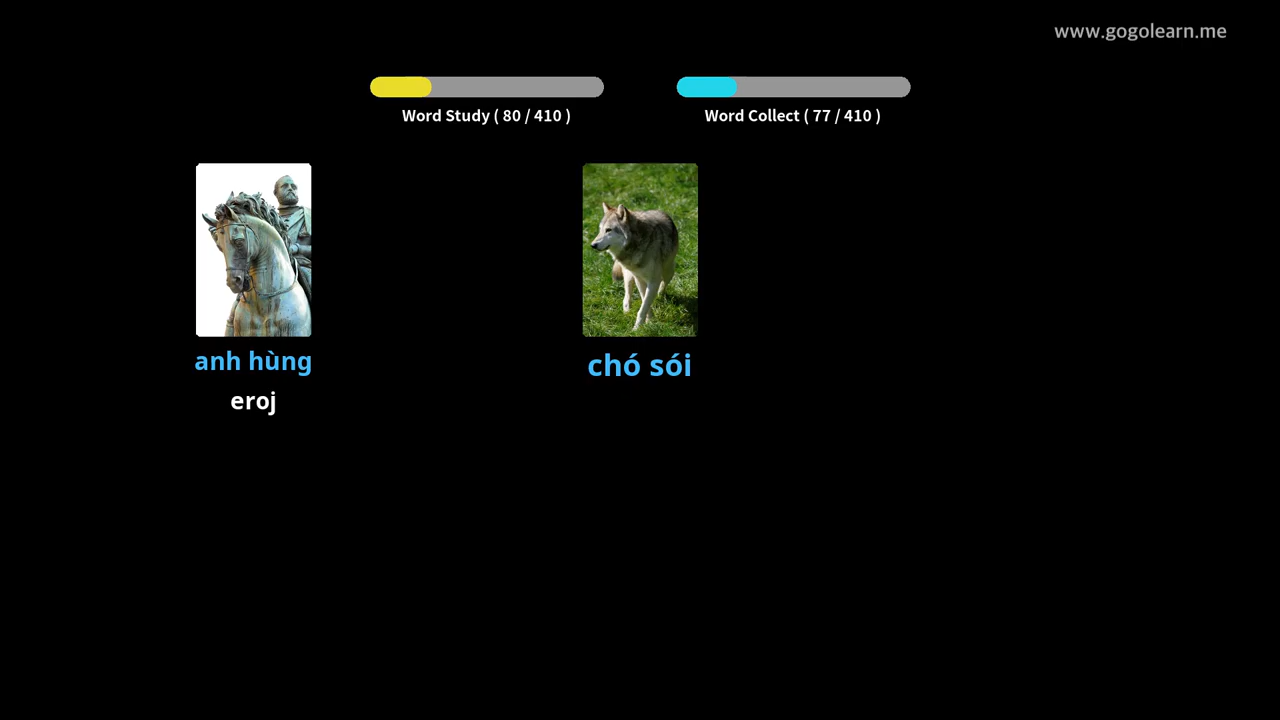 www.gogolearn.me
Word Study ( 80 / 410 )
Word Collect ( 77 / 410 )
anh hùng
eroj
chó sói